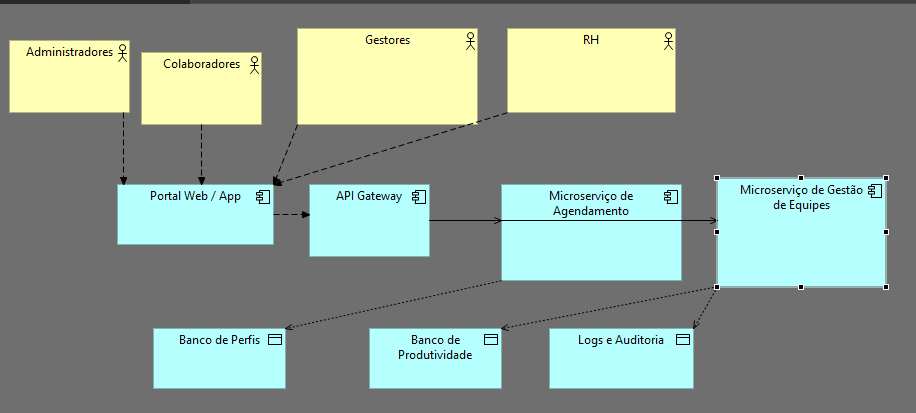 Administradores
Colaboradores
Gestores
RH
Portal Web / App
API Gateway
Microserviço de
Agendamento
Microserviço de Gestão
de Equipes
Banco de Perfis
Banco de
Produtividade
Logs e Auditoria